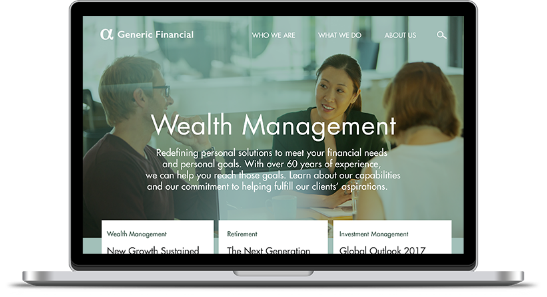 α Generic Financial
WHO WE ARE
WHAT WE DO
ABOUT US
Wealth Management
Redefining personal solutions to meet your financial needs
and personal goals. With over 60 years of experience,
we can help you reach those goals. Learn about our capabilities
and our commitment to helping fulfill our clients’ aspirations.
Wealth Management
New Growth Sustained
Retirement
The Next Generation
Investment Management
Global Outlook 2017